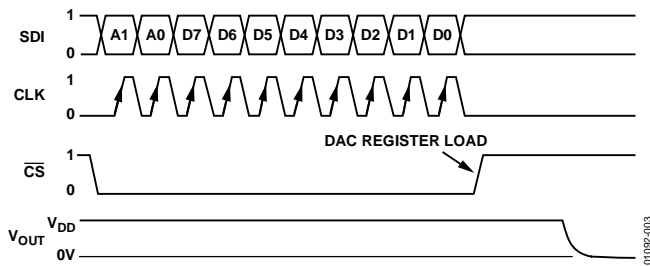 SDI
1
0
A1 A0 D7 D6 D5 D4 D3 D2 D1 D0
CLK
1
0
DAC REGISTER LOAD
CS
1
0
VOUT
VDD
0V
01092-003